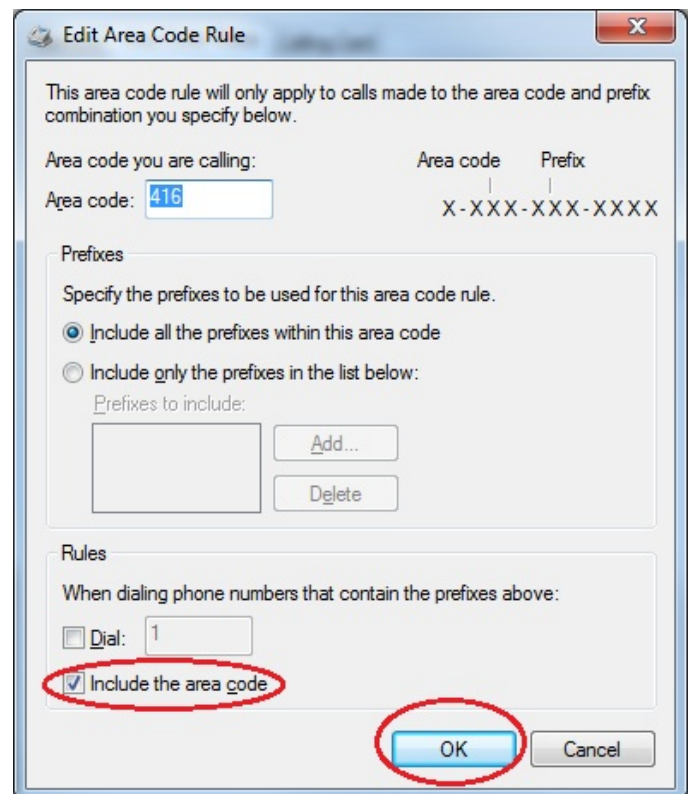 Edit Area Code Rule
This area code rule will only apply to calls made to the area code and prefix
combination you specify below.
Area code you are calling:
Area code Prefix
Area code: 416
X-XXX-XXX-XXXX
Prefixes
Specify the prefixes to be used for this area code rule.
Include all the prefixes within this area code
Include only the prefixes in the list below:
Prefixes to include:
Add...
Delete
Rules
When dialing phone numbers that contain the prefixes above:
Dial: 1
Include the area code
OK Cancel